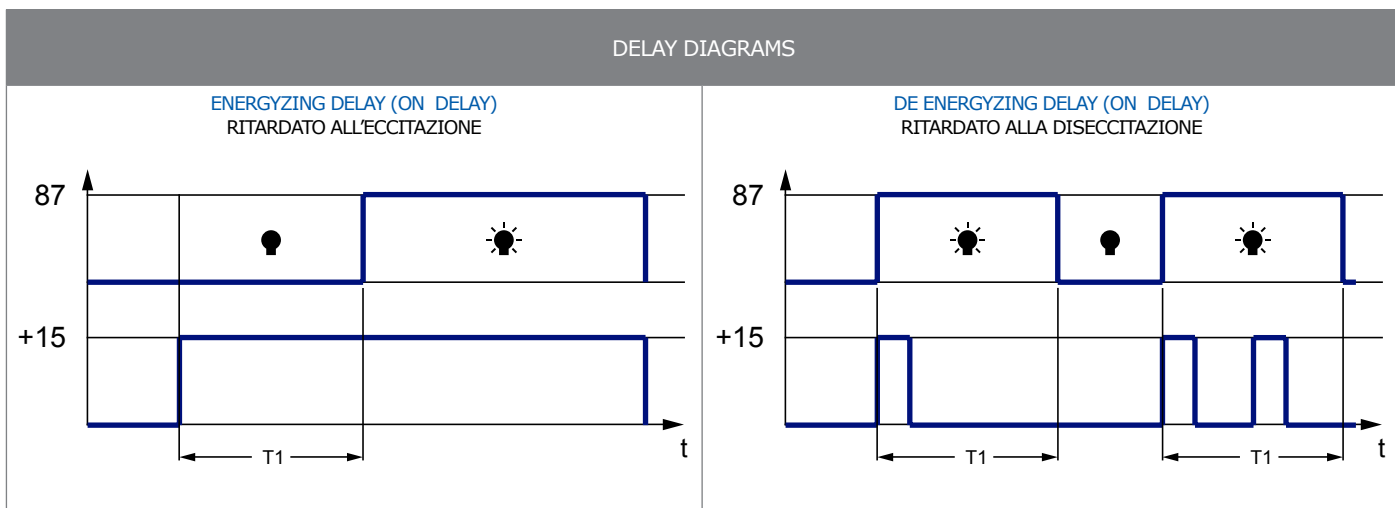 DELAY DIAGRAMS
ENERGYZING DELAY (ON DELAY)
RITARDATO ALL'ECCITAZIONE
87
+15
T1
t
DE ENERGYZING DELAY (ON DELAY)
RITARDATO ALLA DISECCITAZIONE
87
+15
T1
T1
t